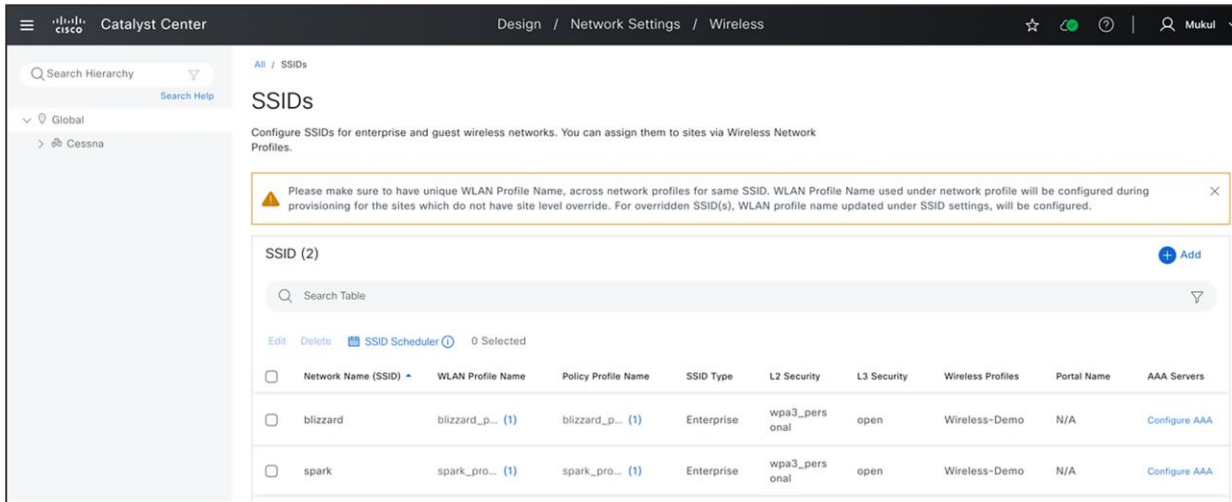 CISCO Catalyst Center Design / Network Settings / Wireless Mukul
Search Hierarchy
Search Help
Global
Cessna
All / SSIDs
SSIDs
Configure SSIDs for enterprise and guest wireless networks. You can assign them to sites via Wireless Network
Profiles.
Please make sure to have unique WLAN Profile Name, across network profiles for same SSID. WLAN Profile Name used under network profile will be configured during
provisioning for the sites which do not have site level override. For overridden SSID(s), WLAN profile name updated under SSID settings, will be configured.
SSID (2) Add
Search Table
Edit Delete SSID Scheduler 0 Selected
Network Name (SSID) WLAN Profile Name Policy Profile Name SSID Type L2 Security L3 Security Wireless Profiles Portal Name AAA Servers
blizzard blizzard_p... (1) blizzard_p... (1) Enterprise wpa3_pers open Wireless-Demo N/A Configure AAA
onal
spark spark_pro... (1) spark_pro... (1) Enterprise wpa3_pers open Wireless-Demo N/A Configure AAA
onal